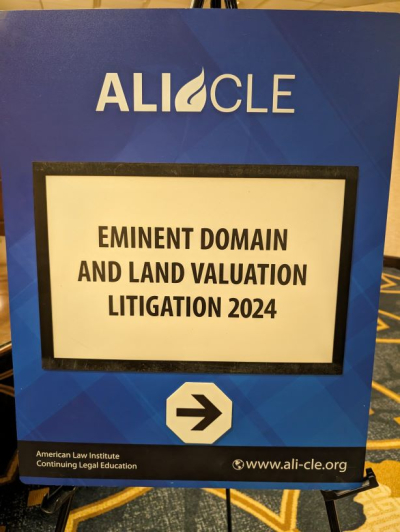 ALI CLE
EMINENT DOMAIN
AND LAND VALUATION
LITIGATION 2024
American Law Institute
Continuing Legal Education
www.ali-cle.org